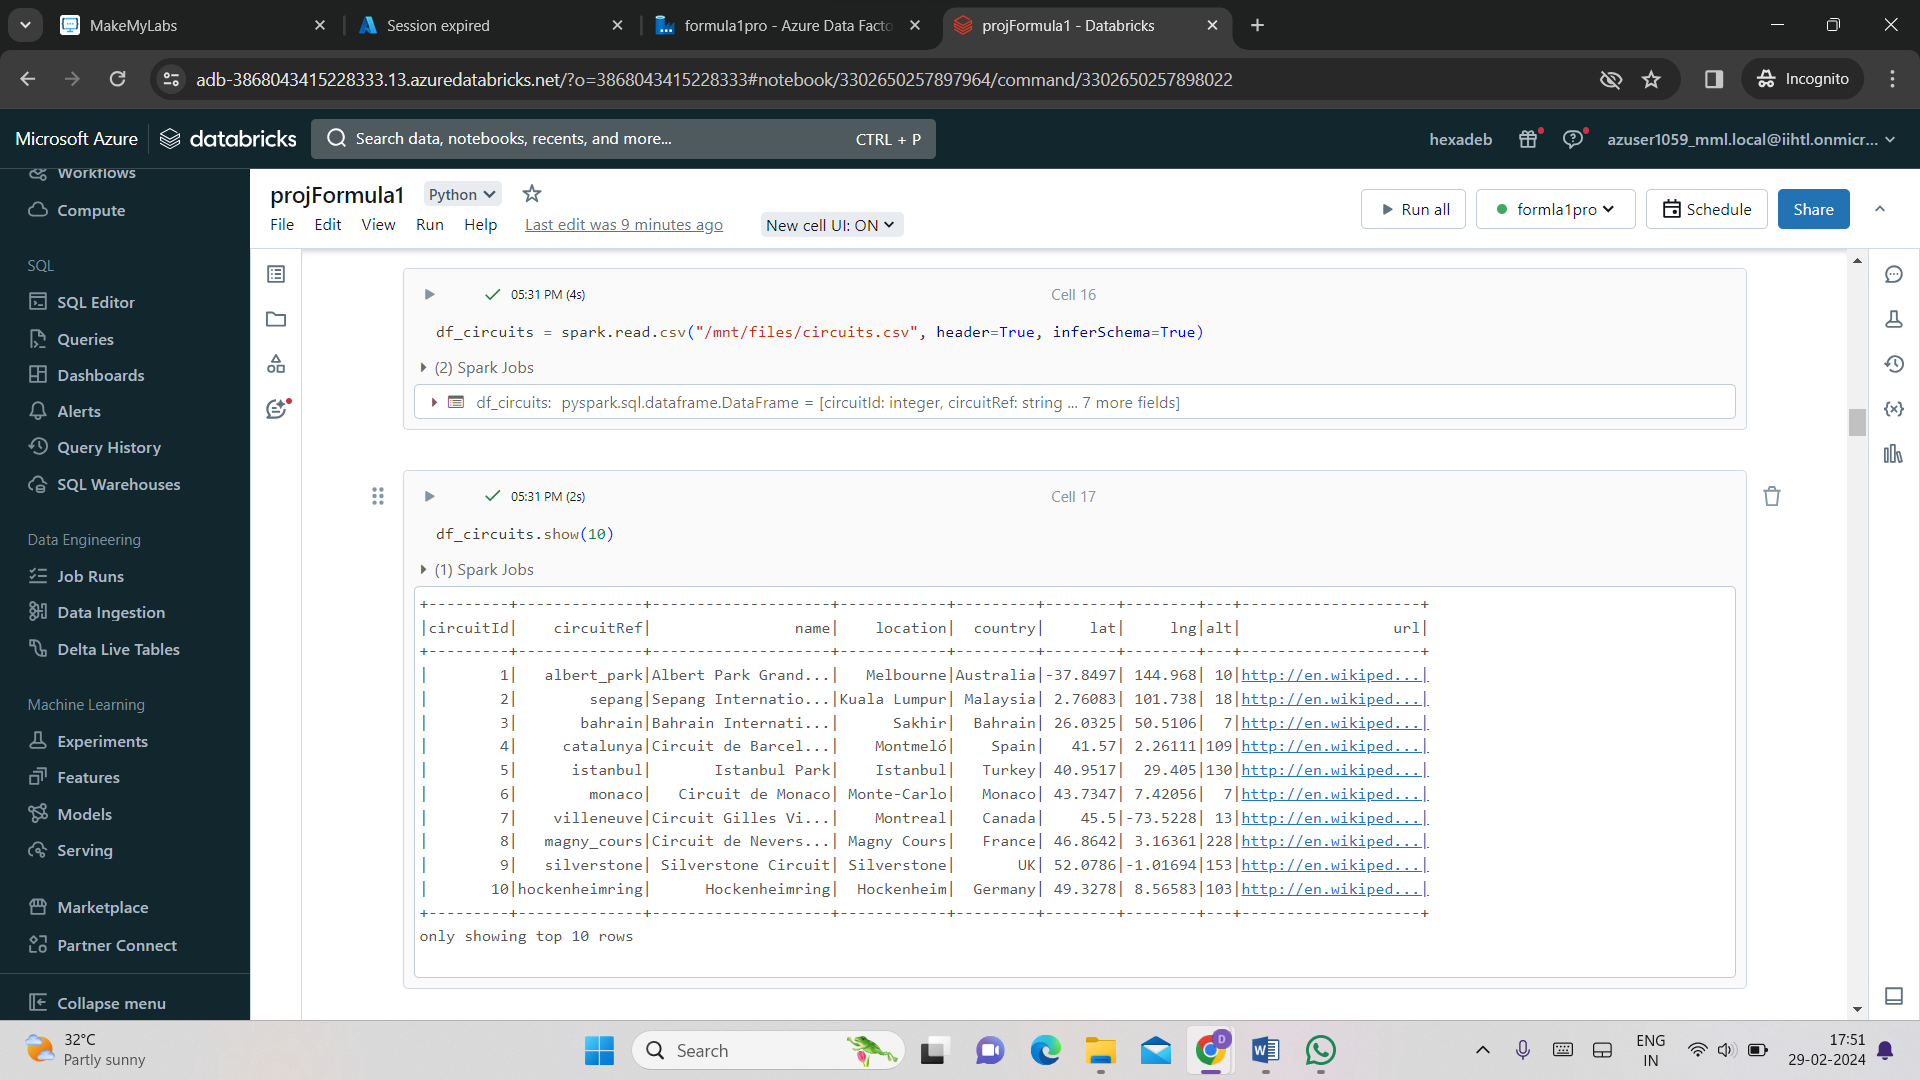 MakeMyLabs
Session expired
formula1pro - Azure Data Facto
projFormula1 - Databricks
adb-3868043415228333.13.azuredatabricks.net/?o=3868043415228333#notebook/3302650257897964/command/3302650257898022
Incognito
Microsoft Azure
databricks
Search data, notebooks, recents, and more...
CTRL + P
hexadeb
azuser1059_mml.local@iihtl.onmicr...
Workflows
Compute
SQL
SQL Editor
Queries
Dashboards
Alerts
Query History
SQL Warehouses
Data Engineering
Job Runs
Data Ingestion
Delta Live Tables
Machine Learning
Experiments
Features
Models
Serving
Marketplace
Partner Connect
Collapse menu
projFormula1
Python
File Edit View Run Help Last edit was 9 minutes ago New cell UI: ON
Run all
formla1pro
Schedule
Share
05:31 PM (4s)
Cell 16
df_circuits = spark.read.csv("/mnt/files/circuits.csv", header=True, inferSchema=True)
(2) Spark Jobs
df_circuits: pyspark.sql.dataframe.DataFrame = [circuitId: integer, circuitRef: string ... 7 more fields]
05:31 PM (2s)
Cell 17
df_circuits.show(10)
(1) Spark Jobs
+---------+--------------+--------------------+------------+---------+--------+--------+---+--------------------+
|circuitId|    circuitRef|                name|    location|  country|     lat|     lng|alt|                 url|
+---------+--------------+--------------------+------------+---------+--------+--------+---+--------------------+
|        1|   albert_park|Albert Park Grand...|   Melbourne|Australia|-37.8497| 144.968| 10|http://en.wikiped...|
|        2|        sepang|Sepang Internatio...|Kuala Lumpur| Malaysia| 2.76083| 101.738| 18|http://en.wikiped...|
|        3|       bahrain|Bahrain Internati...|      Sakhir|  Bahrain| 26.0325| 50.5106|  7|http://en.wikiped...|
|        4|     catalunya|Circuit de Barcel...|    Montmeló|    Spain|   41.57| 2.26111|109|http://en.wikiped...|
|        5|      istanbul|       Istanbul Park|    Istanbul|   Turkey| 40.9517|  29.405|130|http://en.wikiped...|
|        6|        monaco|   Circuit de Monaco| Monte-Carlo|   Monaco| 43.7347| 7.42056|  7|http://en.wikiped...|
|        7|    villeneuve|Circuit Gilles Vi...|    Montreal|   Canada|    45.5|-73.5228| 13|http://en.wikiped...|
|        8|   magny_cours|Circuit de Nevers...| Magny Cours|   France| 46.8642| 3.16361|228|http://en.wikiped...|
|        9|   silverstone| Silverstone Circuit| Silverstone|       UK| 52.0786|-1.01694|153|http://en.wikiped...|
|       10|hockenheimring|      Hockenheimring|  Hockenheim|  Germany| 49.3278| 8.56583|103|http://en.wikiped...|
+---------+--------------+--------------------+------------+---------+--------+--------+---+--------------------+
only showing top 10 rows
32°C
Partly sunny
Search
D
ENG
IN
17:51
29-02-2024